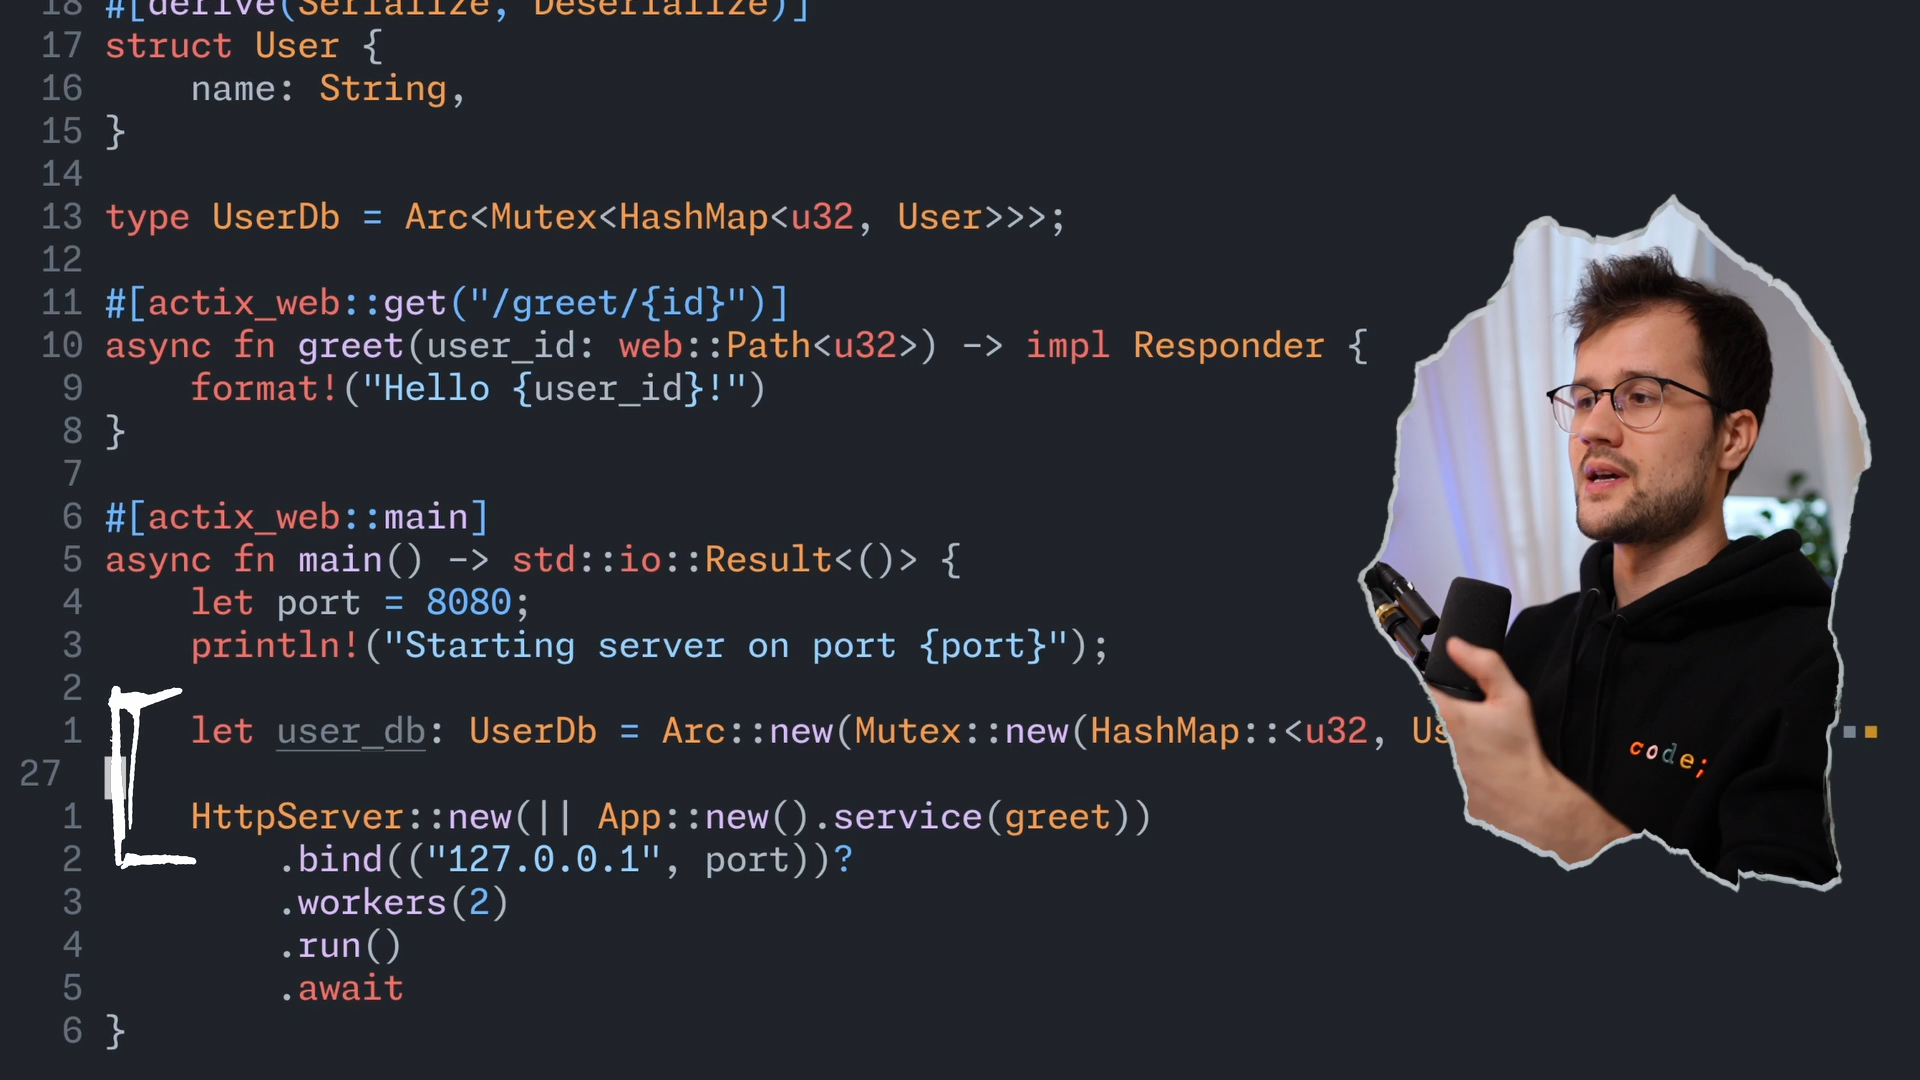 18 #[derive(Serialize, Deserialize)]
17 struct User {
16     name: String,
15 }
14
13 type UserDb = Arc<Mutex<HashMap<u32, User>>>;
12
11 #[actix_web::get("/greet/{id}")]
10 async fn greet(user_id: web::Path<u32>) -> impl Responder {
9     format!("Hello {user_id}!")
8 }
7
6 #[actix_web::main]
5 async fn main() -> std::io::Result<()> {
4     let port = 8080;
3     println!("Starting server on port {port}");
2
1     let user_db: UserDb = Arc::new(Mutex::new(HashMap::<u32, Us
27
1     HttpServer::new(|| App::new().service(greet))
2         .bind(("127.0.0.1", port))?
3         .workers(2)
4         .run()
5         .await
6 }
code;